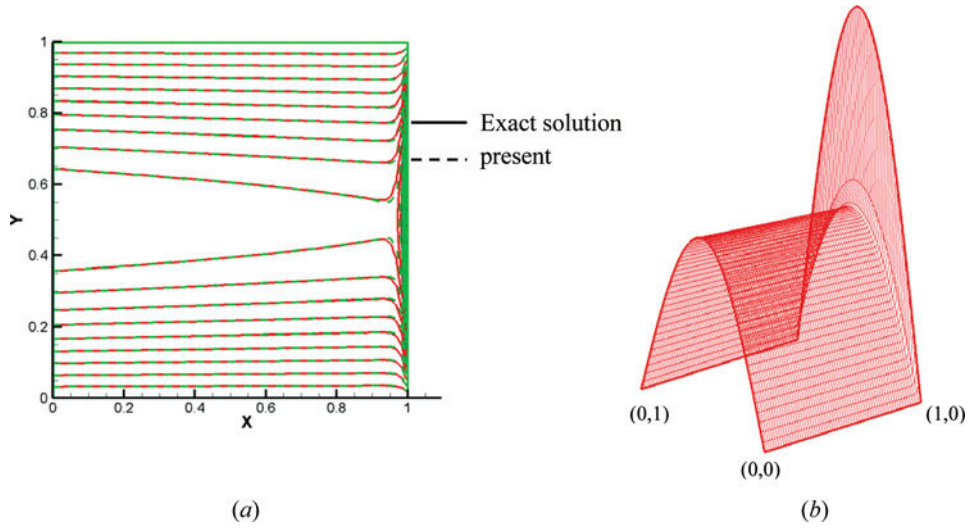 1
0.8
0.6
0.4
0.2
0
Y
0 0.2 0.4 0.6 0.8 1
X
Exact solution
present
(a)
(0,1)
(1,0)
(0,0)
(b)